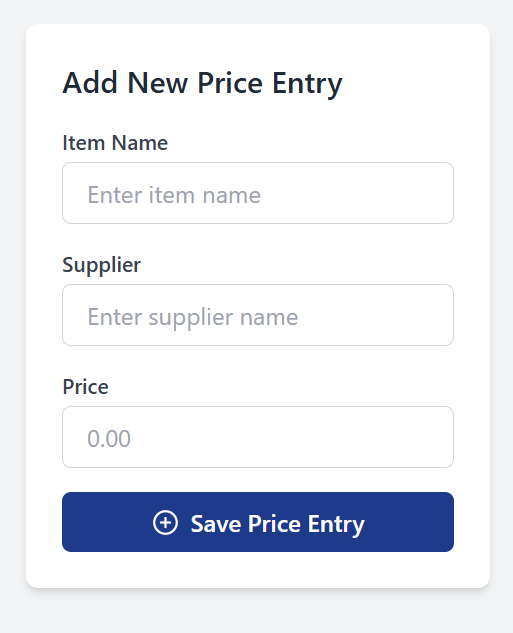 Add New Price Entry
Item Name
Enter item name
Supplier
Enter supplier name
Price
0.00
Save Price Entry